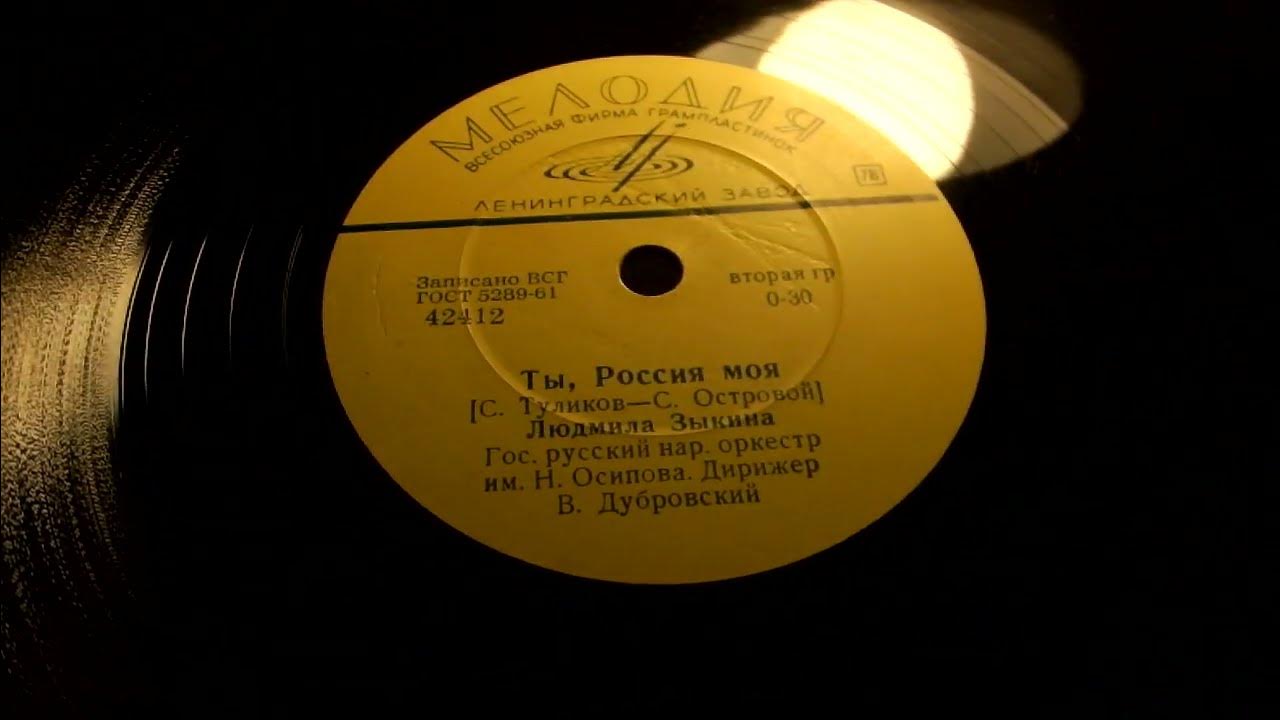 МЕЛОДИЯ
ВСЕСОЮЗНАЯ ФИРМА ГРАМПЛАСТИНОК
ЛЕНИНГРАДСКИЙ ЗАВОД
78
Записано ВСГ
ГОСТ 5289-61
42412
вторая гр
0-30
Ты, Россия моя
[С. Туликов—С. Островой]
Людмила Зыкина
Гос. русский нар. оркестр
им. Н. Осипова. Дирижер
В. Дубровский